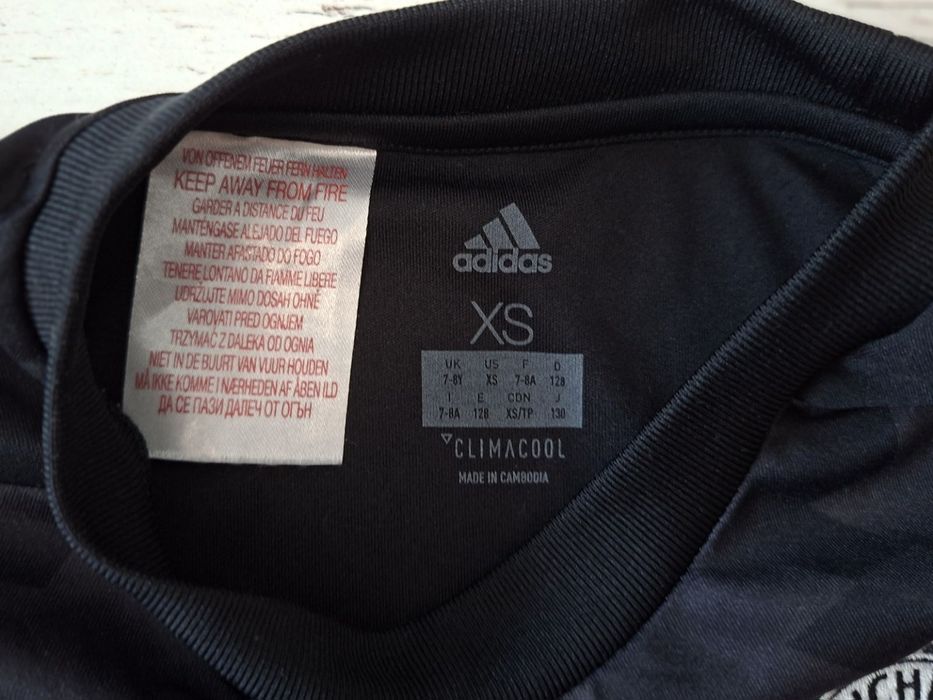 VON OFFENEM FEUER FERN HALTEN
KEEP AWAY FROM FIRE
GARDER A DISTANCE DU FEU
MANTENGASE ALEJADO DEL FUEGO
MANTER AFASTADO DO FOGO
TENERE LONTANO DA FIAMME LIBERE
UDRŽUJTE MIMO DOSAH OHNĚ
VAROVATI PRED OGNJEM
TRZYMAĆ Z DALEKA OD OGNIA
NIET IN DE BUURT VAN VUUR HOUDEN
MÅ IKKE KOMME I NÆRHEDEN AF ÅBEN ILD
ДА СЕ ПАЗИ ДАЛЕЧ ОТ ОГЪН
adidas
XS
UK US F D
7-8Y XS 7-8A 128
I E CDN J
7-8A 128 XS/TP 130
CLIMACOOL
MADE IN CAMBODIA
CHA